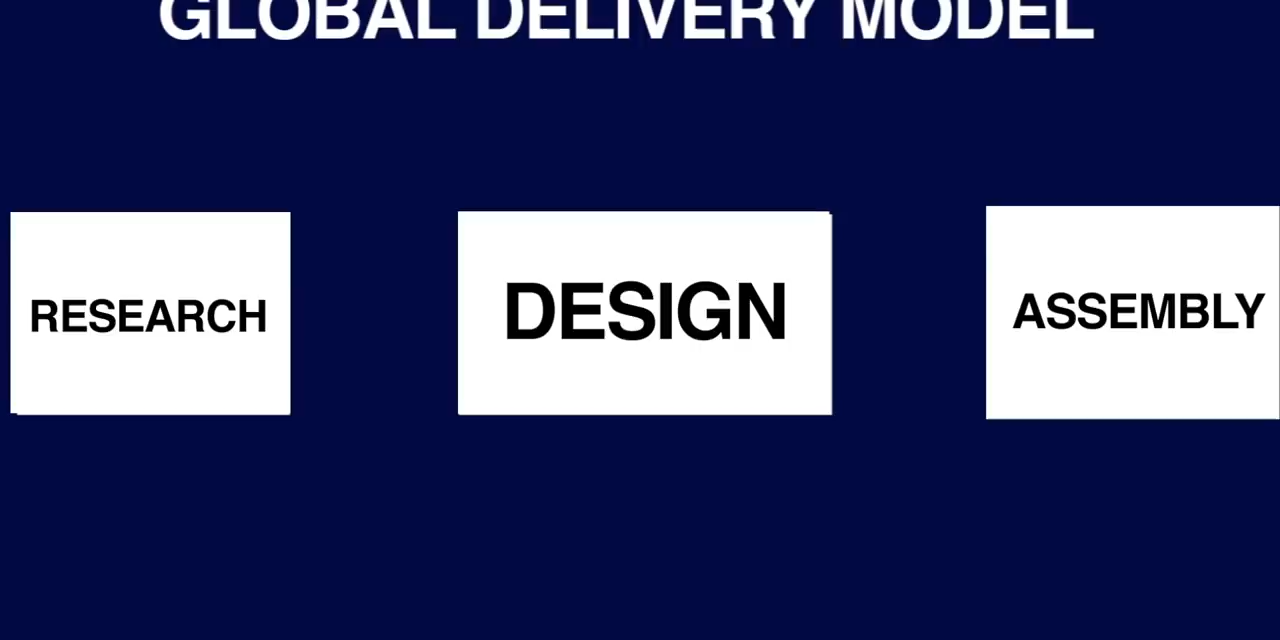 GLOBAL DELIVERY MODEL
RESEARCH
DESIGN
ASSEMBLY